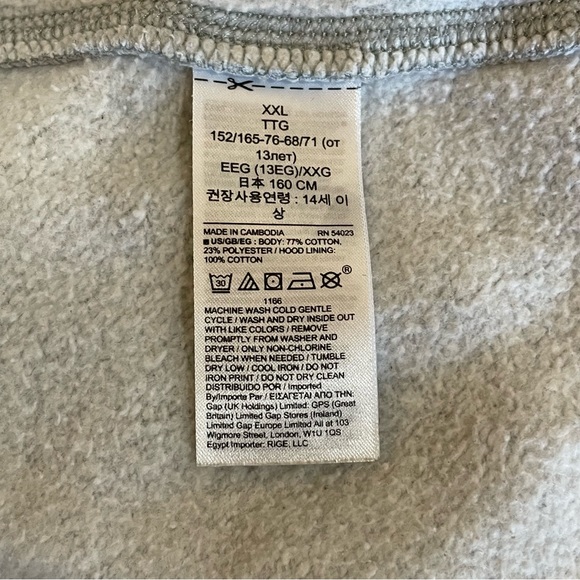 XXL
TTG
152/165-76-68/71 (от
13лет)
EEG (13EG)/XXG
日本 160 CM
권장사용연령 : 14세 이
상
MADE IN CAMBODIA RN 54023
US/GB/EG : BODY: 77% COTTON,
23% POLYESTER / HOOD LINING:
100% COTTON
30 ®
1166
MACHINE WASH COLD GENTLE
CYCLE / WASH AND DRY INSIDE OUT
WITH LIKE COLORS / REMOVE
PROMPTLY FROM WASHER AND
DRYER / ONLY NON-CHLORINE
BLEACH WHEN NEEDED / TUMBLE
DRY LOW / COOL IRON / DO NOT
IRON PRINT / DO NOT DRY CLEAN
DISTRIBUIDO POR / Imported
By/Importe Par / ΕΙΣΑΓΕΤΑΙ ΑΠΟ ΤΗΝ:
Gap (UK Holdings) Limited: GPS (Great
Britain) Limited Gap Stores (Ireland)
Limited Gap Europe Limited All at 103
Wigmore Street, London, W1U 1QS
Egypt Importer: RIGE, LLC